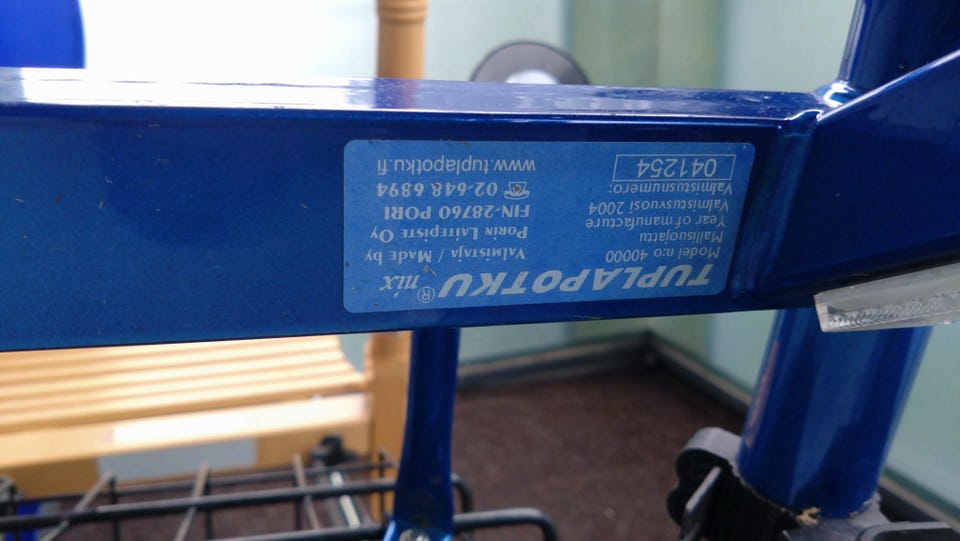 TUPLAPOTKU® nix
Model n:o 40000
Mallisuojattu
Year of manufacture
Valmistusvuosi 2004
Valmistusnumero:
041254
Valmistaja / Made by
PORIN LAITEPISTE OY
FIN-28760 PORI
☎ 02-648 6894
www.tuplapotku.fi